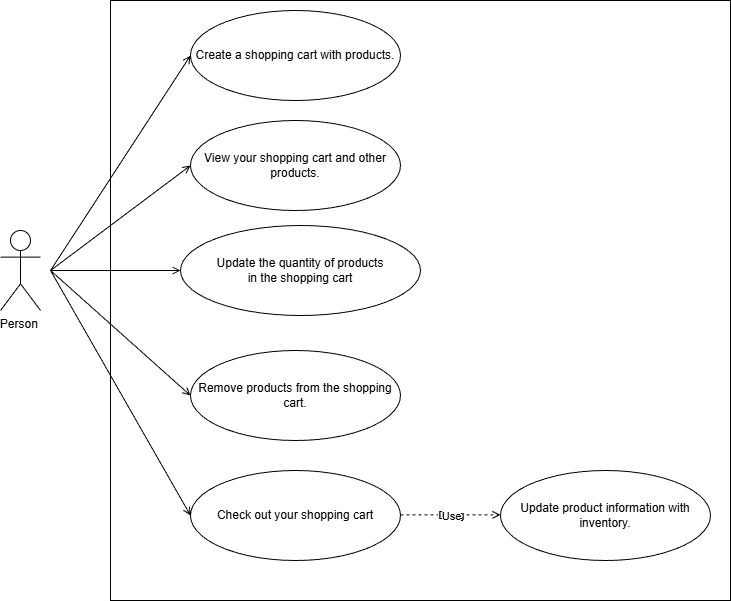 Create a shopping cart with products.
View your shopping cart and other
products.
Update the quantity of products
in the shopping cart
Person
Remove products from the shopping
cart.
Check out your shopping cart
[Use]
Update product information with
inventory.